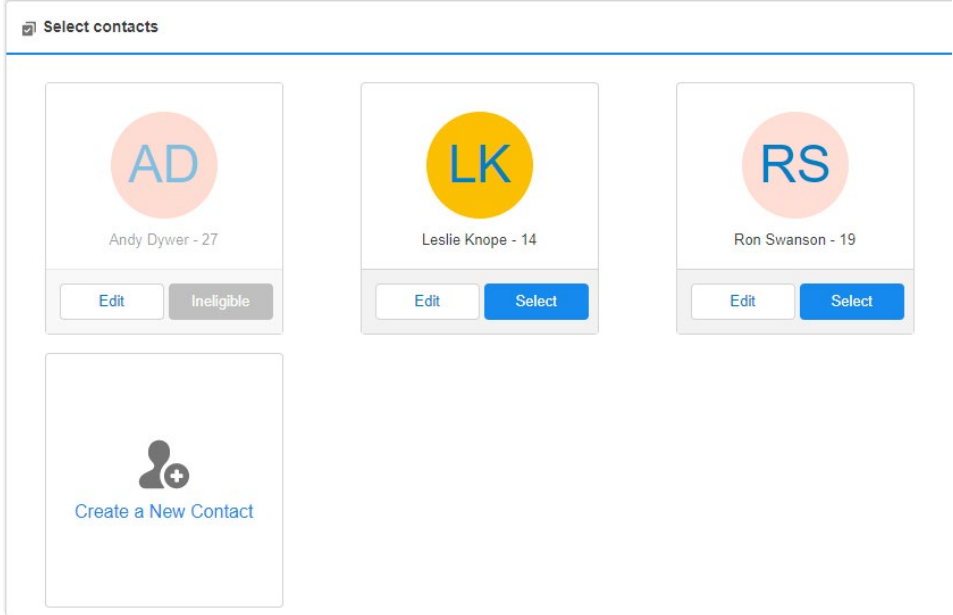 Select contacts
AD
LK
RS
Andy Dywer - 27
Leslie Knope - 14
Ron Swanson - 19
Edit Ineligible
Edit Select
Edit Select
Create a New Contact